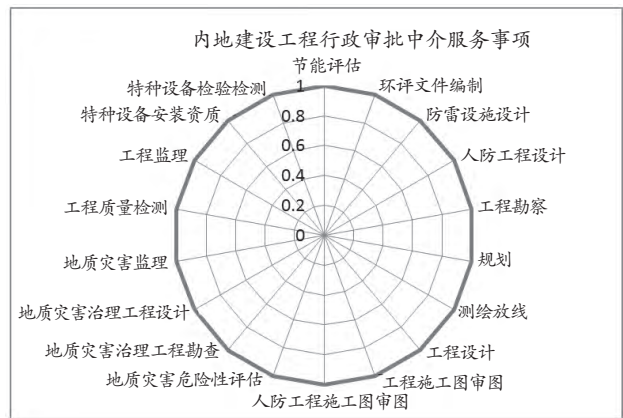 内地建设工程行政审批中介服务事项
节能评估
环评文件编制
防雷设施设计
人防工程设计
工程勘察
规划
测绘放线
工程设计
工程施工图审图
人防工程施工图审图
地质灾害危险性评估
地质灾害治理工程勘查
地质灾害治理工程设计
地质灾害监理
工程质量检测
工程监理
特种设备安装资质
特种设备检验检测
1
0.8
0.6
0.4
0.2
0